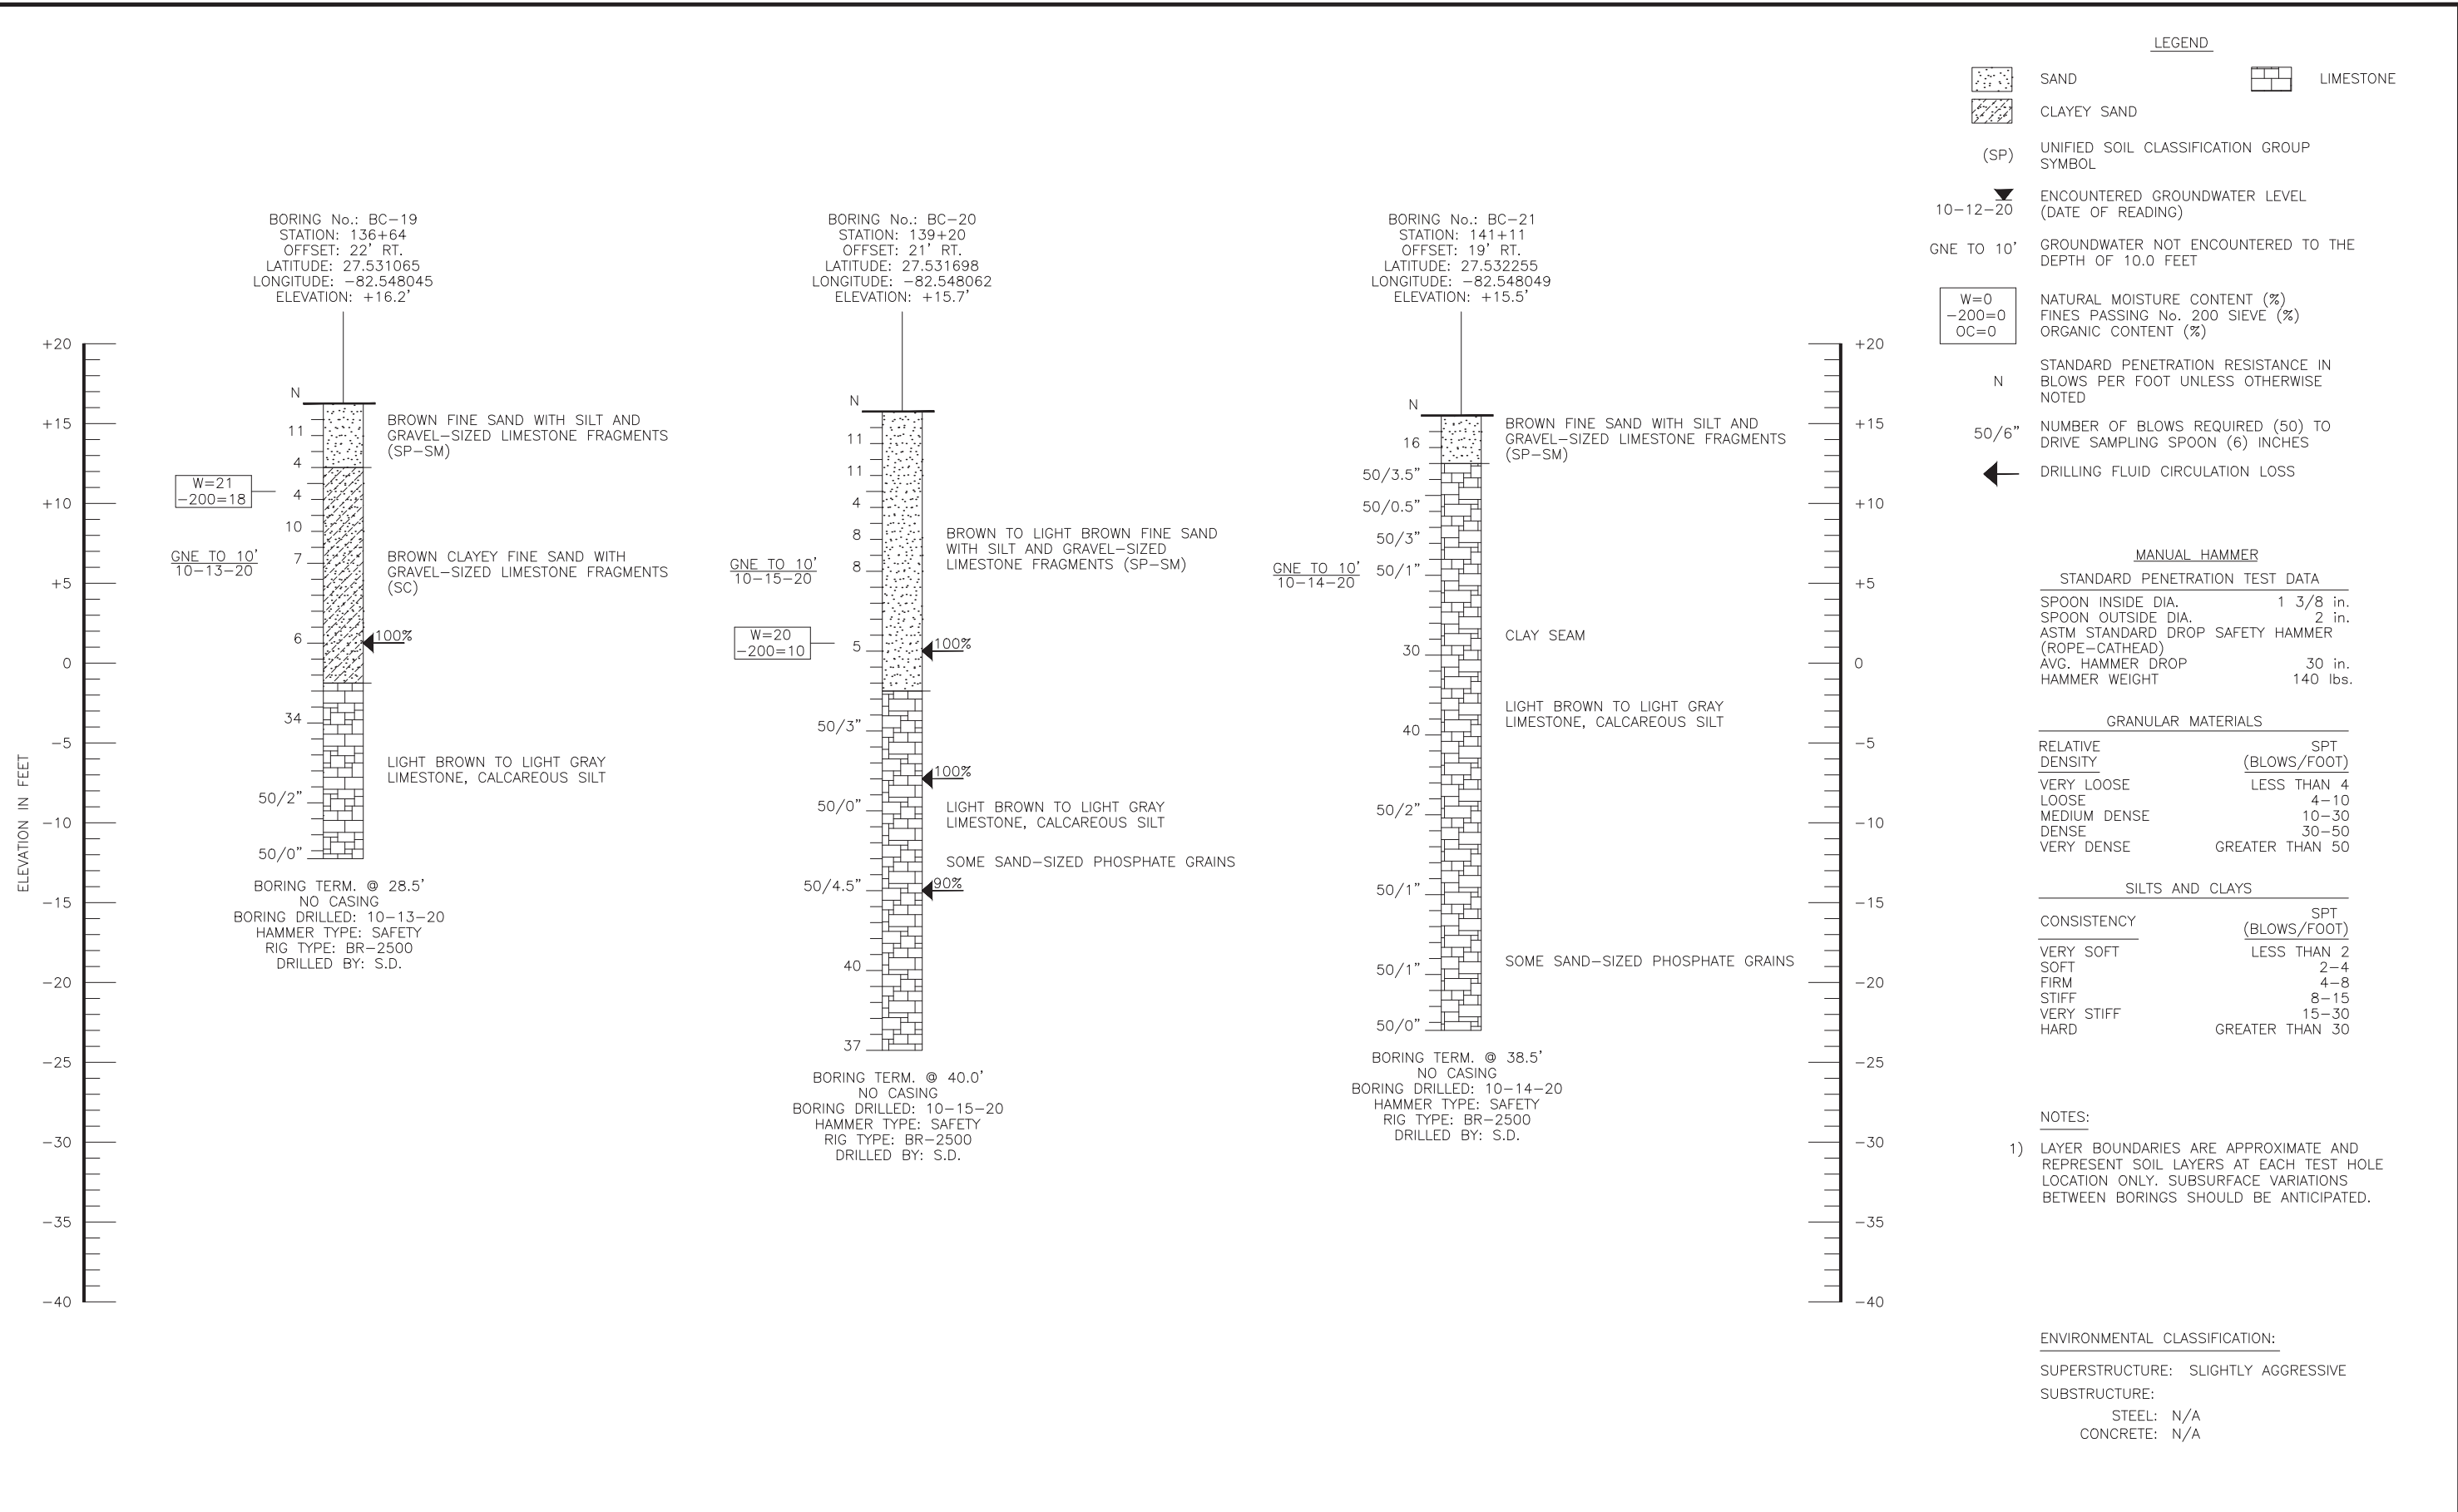 BORING No.: BC-19
STATION: 136+64
OFFSET: 22' RT.
LATITUDE: 27.531065
LONGITUDE: -82.548045
ELEVATION: +16.2'
BORING No.: BC-20
STATION: 139+20
OFFSET: 21' RT.
LATITUDE: 27.531698
LONGITUDE: -82.548062
ELEVATION: +15.7'
BORING No.: BC-21
STATION: 141+11
OFFSET: 19' RT.
LATITUDE: 27.532255
LONGITUDE: -82.548049
ELEVATION: +15.5'
ELEVATION IN FEET
+20
+15
+10
+5
0
-5
-10
-15
-20
-25
-30
-35
-40
N
11
4
4
10
7
6
34
50/2"
50/0"
W=21
-200=18
GNE TO 10'
10-13-20
100%
BROWN FINE SAND WITH SILT AND
GRAVEL-SIZED LIMESTONE FRAGMENTS
(SP-SM)
BROWN CLAYEY FINE SAND WITH
GRAVEL-SIZED LIMESTONE FRAGMENTS
(SC)
LIGHT BROWN TO LIGHT GRAY
LIMESTONE, CALCAREOUS SILT
BORING TERM. @ 28.5'
NO CASING
BORING DRILLED: 10-13-20
HAMMER TYPE: SAFETY
RIG TYPE: BR-2500
DRILLED BY: S.D.
N
11
11
4
8
8
5
50/3"
50/0"
50/4.5"
40
37
GNE TO 10'
10-15-20
W=20
-200=10
100%
100%
90%
BROWN TO LIGHT BROWN FINE SAND
WITH SILT AND GRAVEL-SIZED
LIMESTONE FRAGMENTS (SP-SM)
LIGHT BROWN TO LIGHT GRAY
LIMESTONE, CALCAREOUS SILT
SOME SAND-SIZED PHOSPHATE GRAINS
BORING TERM. @ 40.0'
NO CASING
BORING DRILLED: 10-15-20
HAMMER TYPE: SAFETY
RIG TYPE: BR-2500
DRILLED BY: S.D.
N
16
50/3.5"
50/0.5"
50/3"
50/1"
30
40
50/2"
50/1"
50/1"
50/0"
GNE TO 10'
10-14-20
BROWN FINE SAND WITH SILT AND
GRAVEL-SIZED LIMESTONE FRAGMENTS
(SP-SM)
CLAY SEAM
LIGHT BROWN TO LIGHT GRAY
LIMESTONE, CALCAREOUS SILT
SOME SAND-SIZED PHOSPHATE GRAINS
BORING TERM. @ 38.5'
NO CASING
BORING DRILLED: 10-14-20
HAMMER TYPE: SAFETY
RIG TYPE: BR-2500
DRILLED BY: S.D.
+20
+15
+10
+5
0
-5
-10
-15
-20
-25
-30
-35
-40
LEGEND
SAND LIMESTONE
CLAYEY SAND
(SP) UNIFIED SOIL CLASSIFICATION GROUP
SYMBOL
10-12-20 ENCOUNTERED GROUNDWATER LEVEL
(DATE OF READING)
GNE TO 10' GROUNDWATER NOT ENCOUNTERED TO THE
DEPTH OF 10.0 FEET
W=0 NATURAL MOISTURE CONTENT (%)
-200=0 FINES PASSING No. 200 SIEVE (%)
OC=0 ORGANIC CONTENT (%)
STANDARD PENETRATION RESISTANCE IN
N BLOWS PER FOOT UNLESS OTHERWISE
NOTED
50/6" NUMBER OF BLOWS REQUIRED (50) TO
DRIVE SAMPLING SPOON (6) INCHES
DRILLING FLUID CIRCULATION LOSS
MANUAL HAMMER
STANDARD PENETRATION TEST DATA
SPOON INSIDE DIA. 1 3/8 in.
SPOON OUTSIDE DIA. 2 in.
ASTM STANDARD DROP SAFETY HAMMER
(ROPE-CATHEAD)
AVG. HAMMER DROP 30 in.
HAMMER WEIGHT 140 lbs.
GRANULAR MATERIALS
RELATIVE SPT
DENSITY (BLOWS/FOOT)
VERY LOOSE LESS THAN 4
LOOSE 4-10
MEDIUM DENSE 10-30
DENSE 30-50
VERY DENSE GREATER THAN 50
SILTS AND CLAYS
CONSISTENCY SPT
(BLOWS/FOOT)
VERY SOFT LESS THAN 2
SOFT 2-4
FIRM 4-8
STIFF 8-15
VERY STIFF 15-30
HARD GREATER THAN 30
NOTES:
1) LAYER BOUNDARIES ARE APPROXIMATE AND
REPRESENT SOIL LAYERS AT EACH TEST HOLE
LOCATION ONLY. SUBSURFACE VARIATIONS
BETWEEN BORINGS SHOULD BE ANTICIPATED.
ENVIRONMENTAL CLASSIFICATION:
SUPERSTRUCTURE: SLIGHTLY AGGRESSIVE
SUBSTRUCTURE:
STEEL: N/A
CONCRETE: N/A